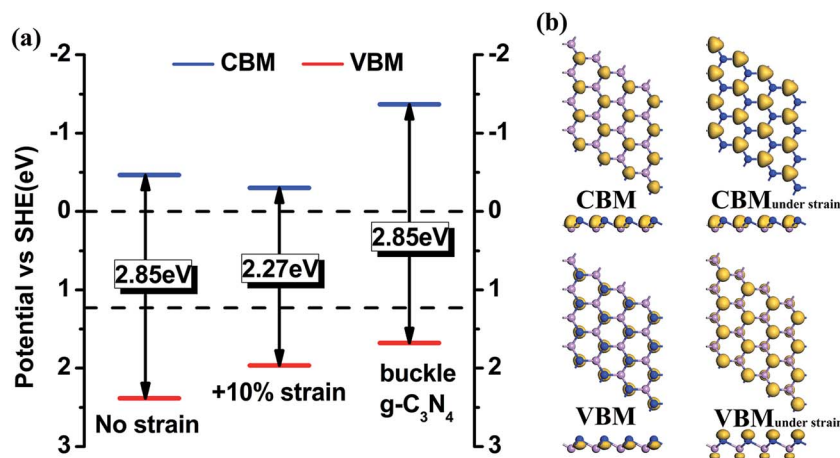 (a)
CBM
VBM
(b)
Potential vs SHE(eV)
-2
-1
0
1
2
3
-2
-1
0
1
2
3
2.85eV
2.27eV
2.85eV
No strain
+10% strain
buckle
g-C₃N₄
CBM
CBMunder strain
VBM
VBMunder strain